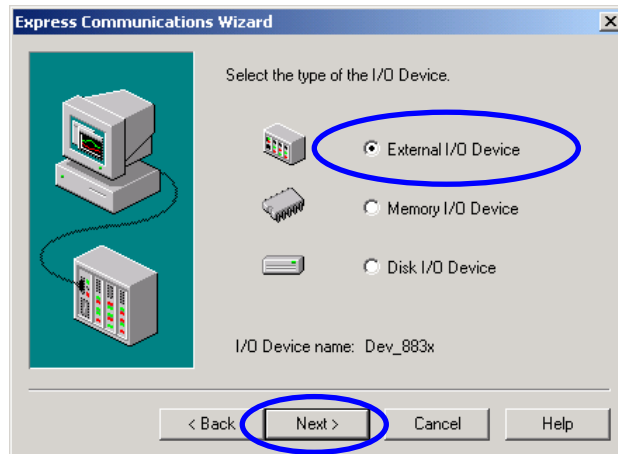 Express Communications Wizard
Select the type of the I/O Device.
External I/O Device
Memory I/O Device
Disk I/O Device
I/O Device name: Dev_883x
< Back Next > Cancel Help